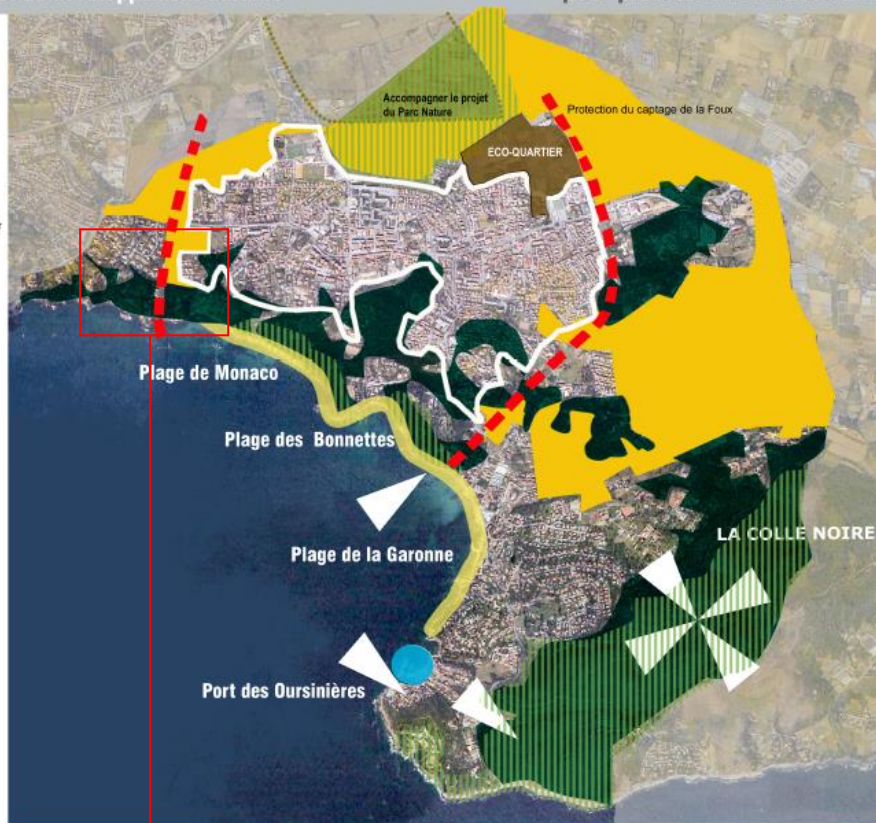 Accompagner le projet
du Parc Nature
Protection du captage de la Foux
ECO-QUARTIER
Plage de Monaco
Plage des Bonnettes
LA COLLE NOIRE
Plage de la Garonne
Port des Oursinières